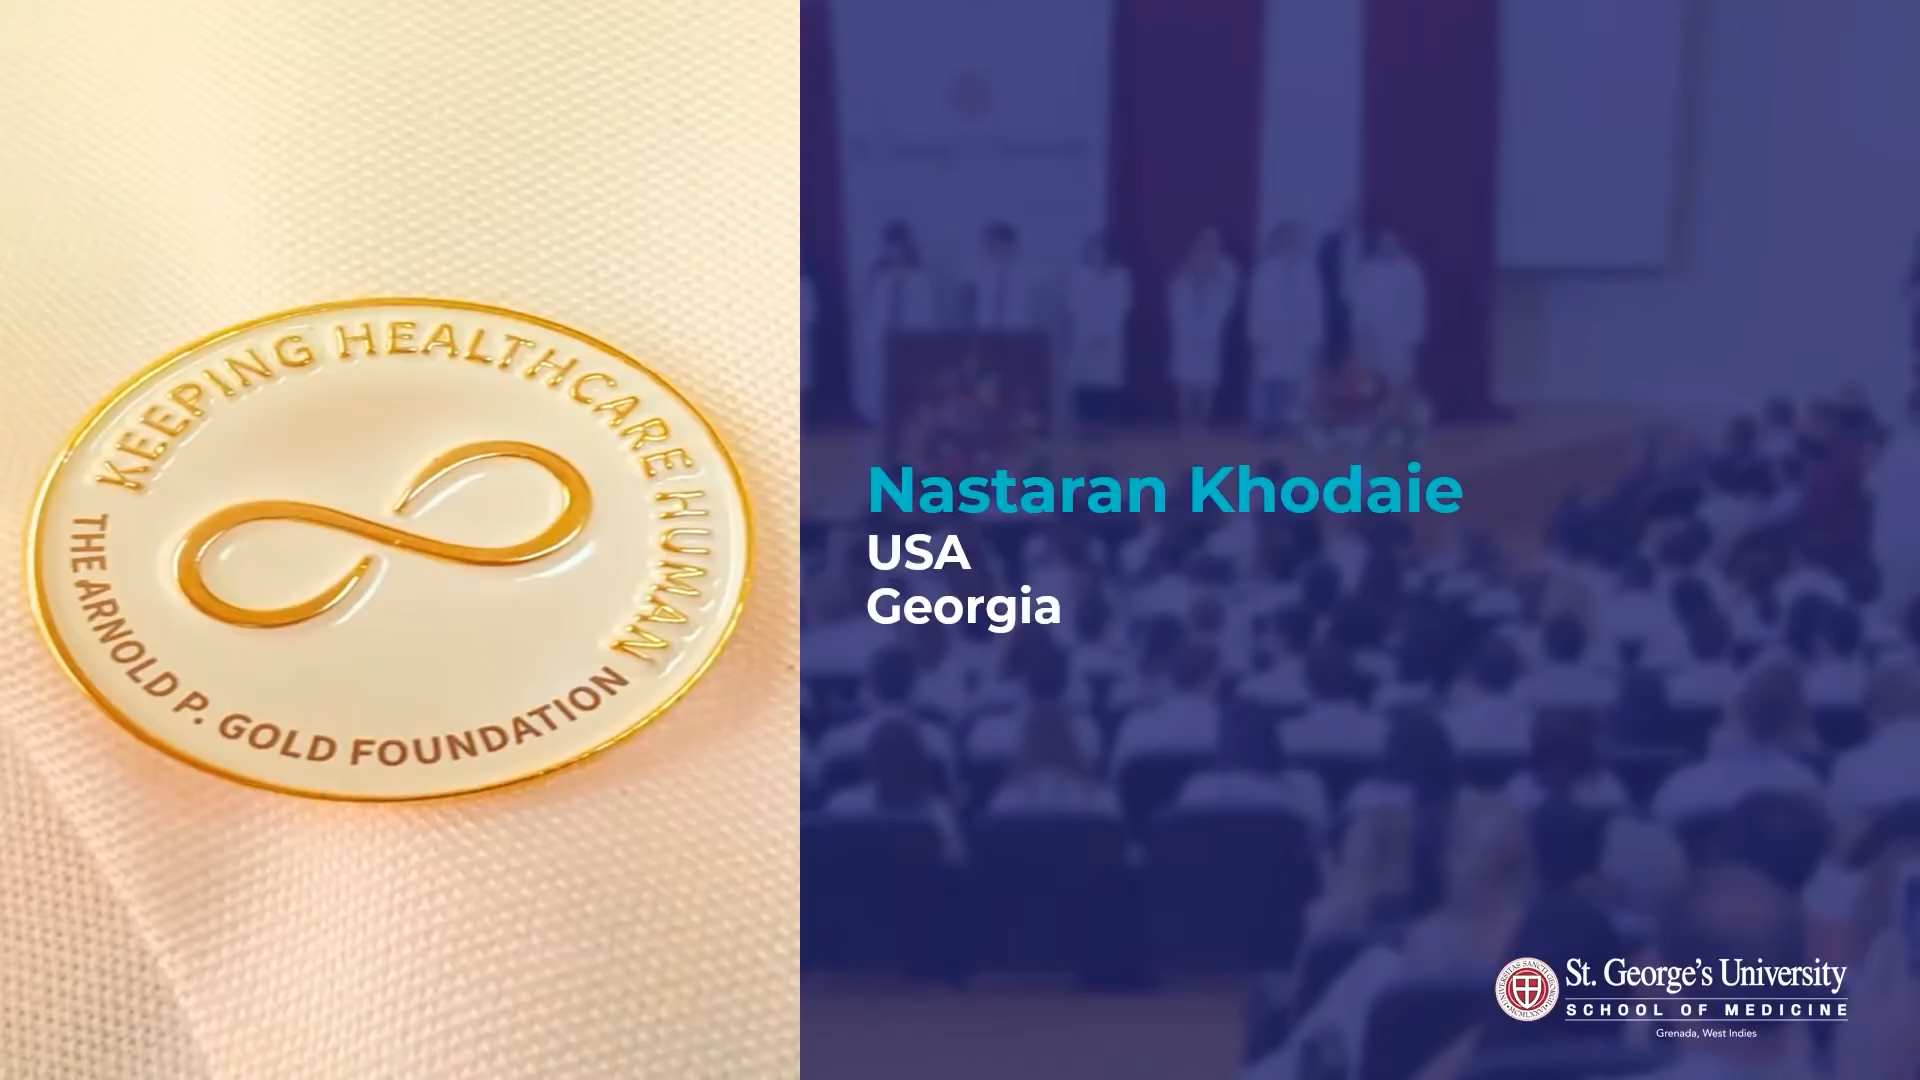 KEEPING HEALTHCARE HUMAN
THE ARNOLD P. GOLD FOUNDATION
Nastaran Khodaie
USA
Georgia
St. George's University
SCHOOL OF MEDICINE
Grenada, West Indies